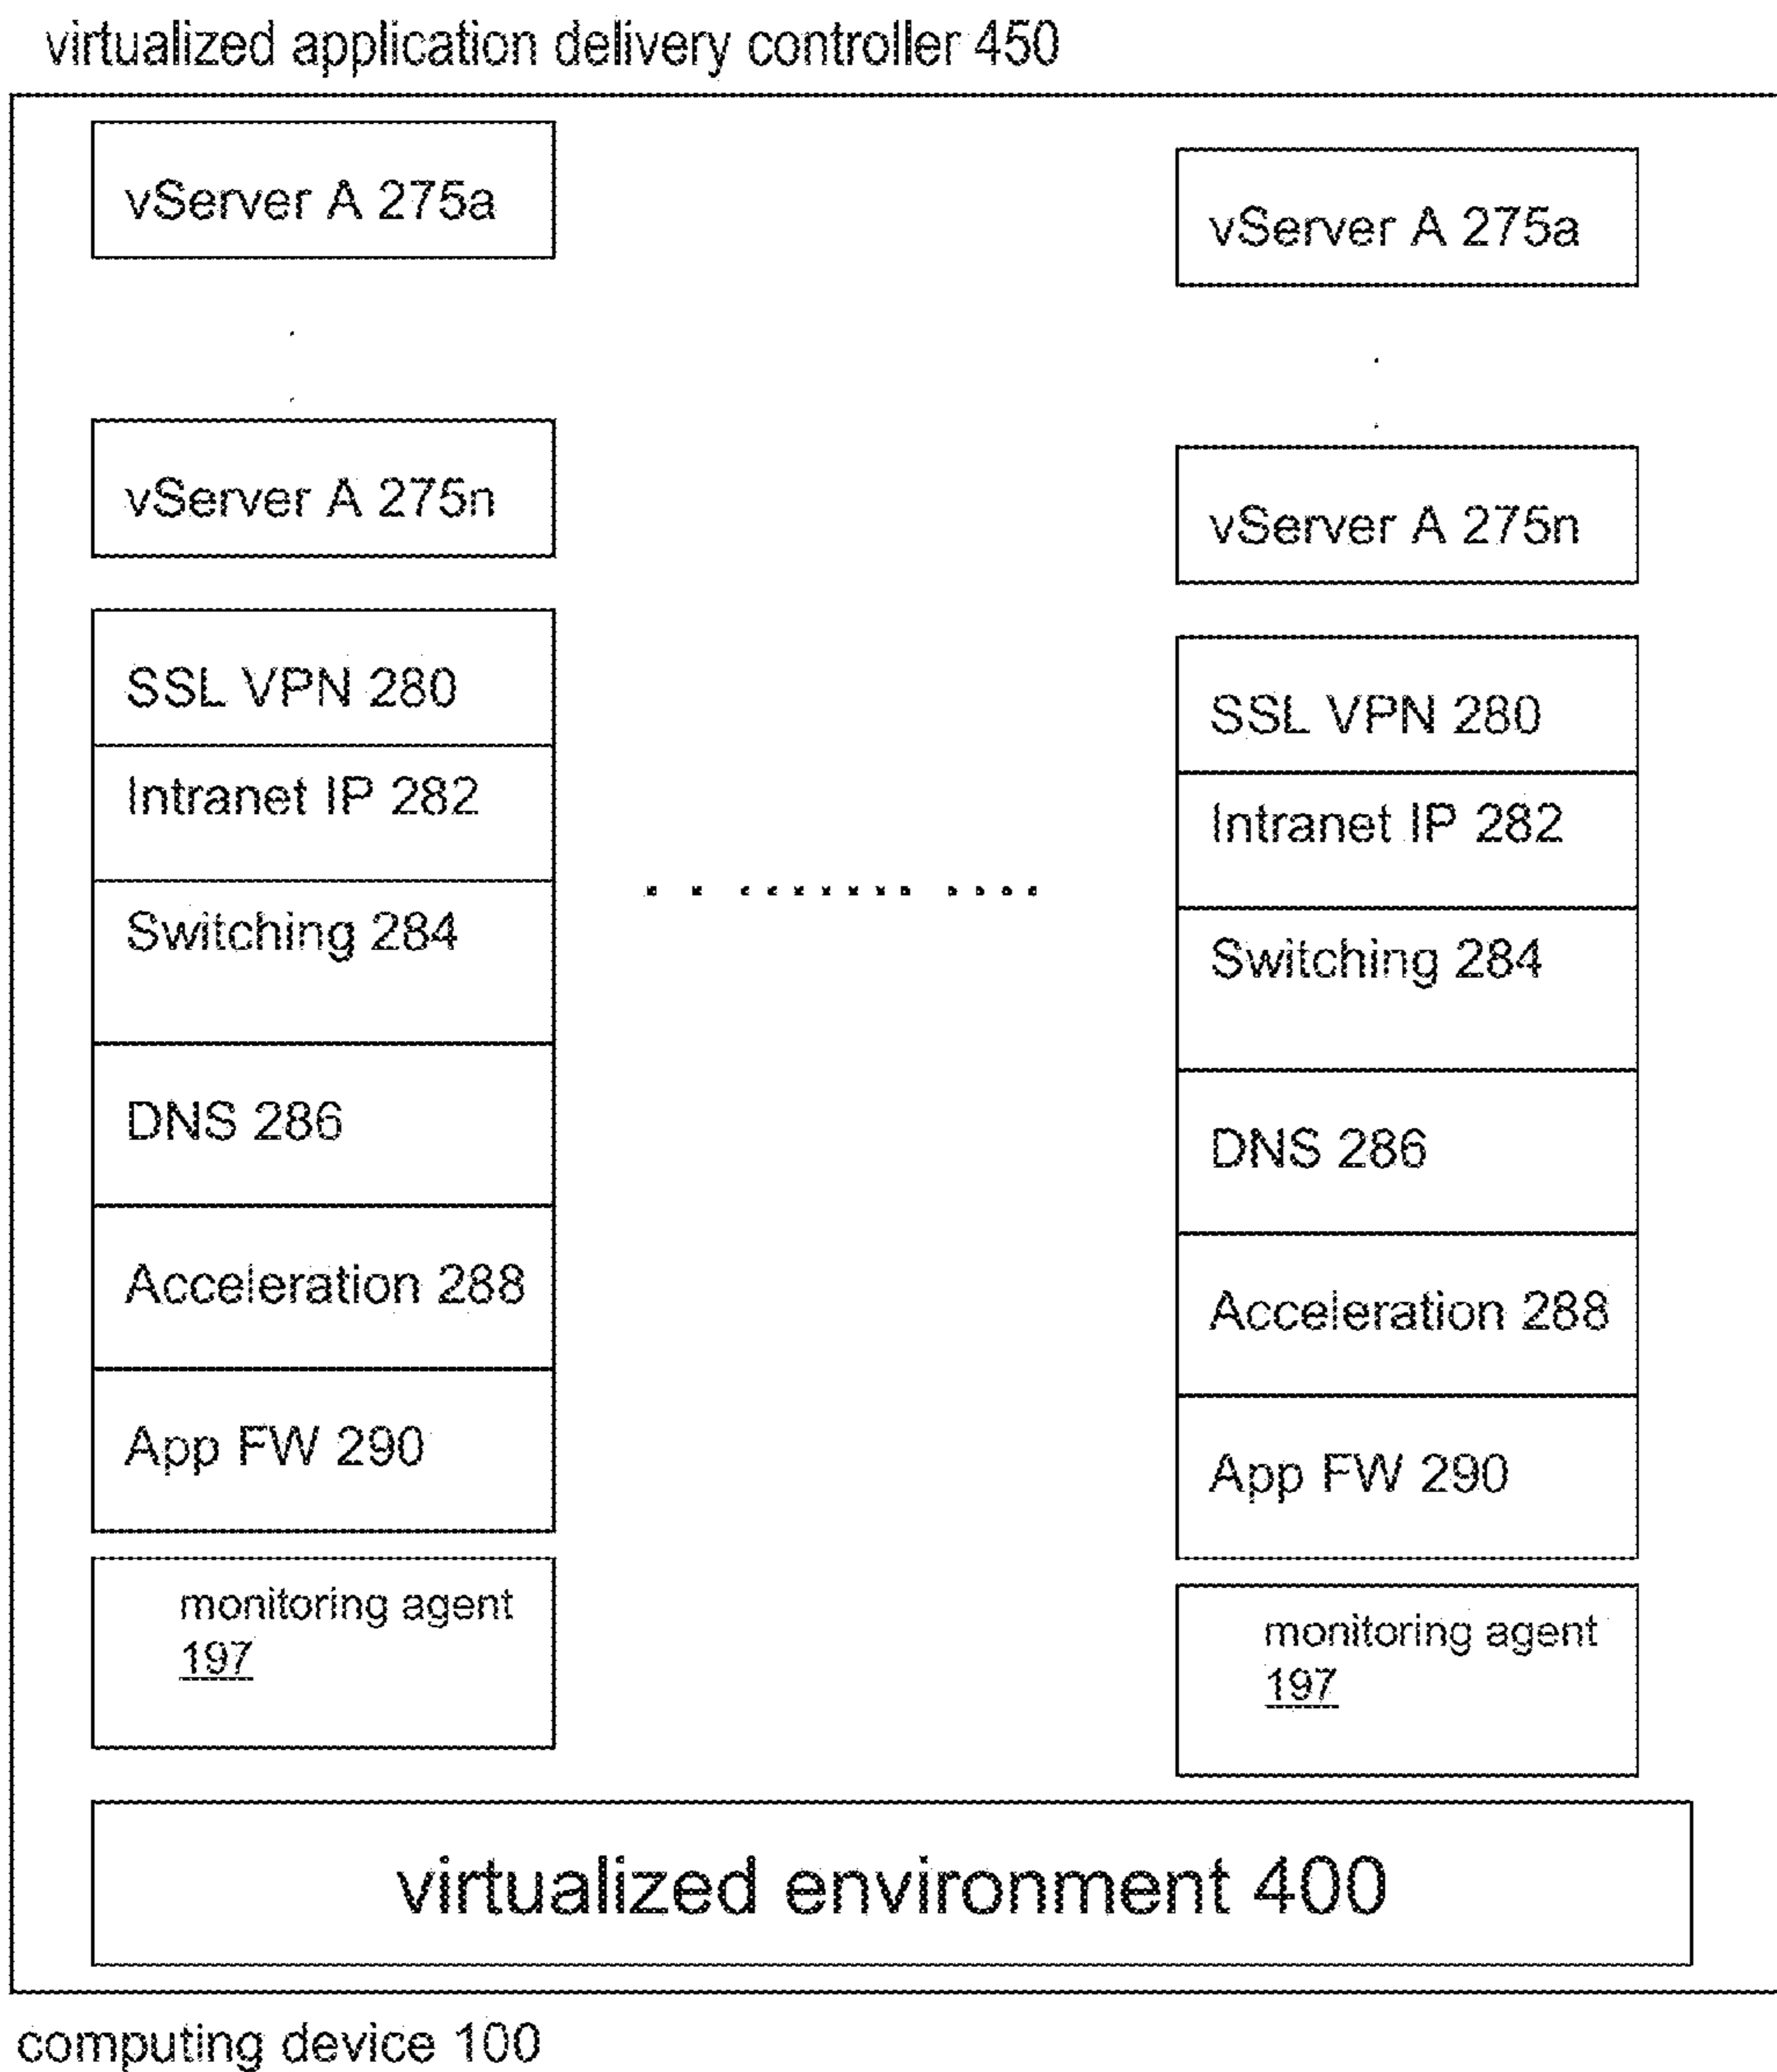 virtualized application delivery controller 450
vServer A 275a
vServer A 275n
SSL VPN 280
Intranet IP 282
Switching 284
DNS 286
Acceleration 288
App FW 290
monitoring agent
197
vServer A 275a
vServer A 275n
SSL VPN 280
Intranet IP 282
Switching 284
DNS 286
Acceleration 288
App FW 290
monitoring agent
197
virtualized environment 400
computing device 100